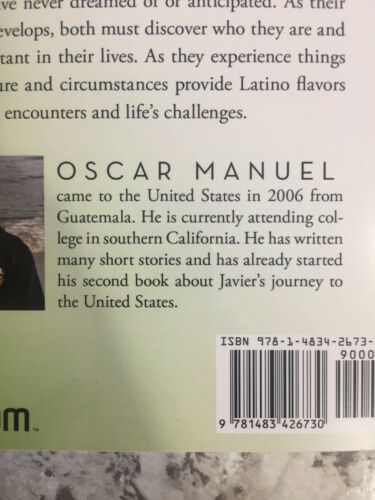 never dreamed of or anticipated. As their
both must discover who they are and
in their lives. As they experience things
and circumstances provide Latino flavors
encounters and life's challenges.
OSCAR MANUEL
came to the United States in 2006 from
Guatemala. He is currently attending col-
lege in southern California. He has written
many short stories and has already started
his second book about Javier's journey to
the United States.
ISBN 978-1-4834-2673-
9000
9 781483 426730